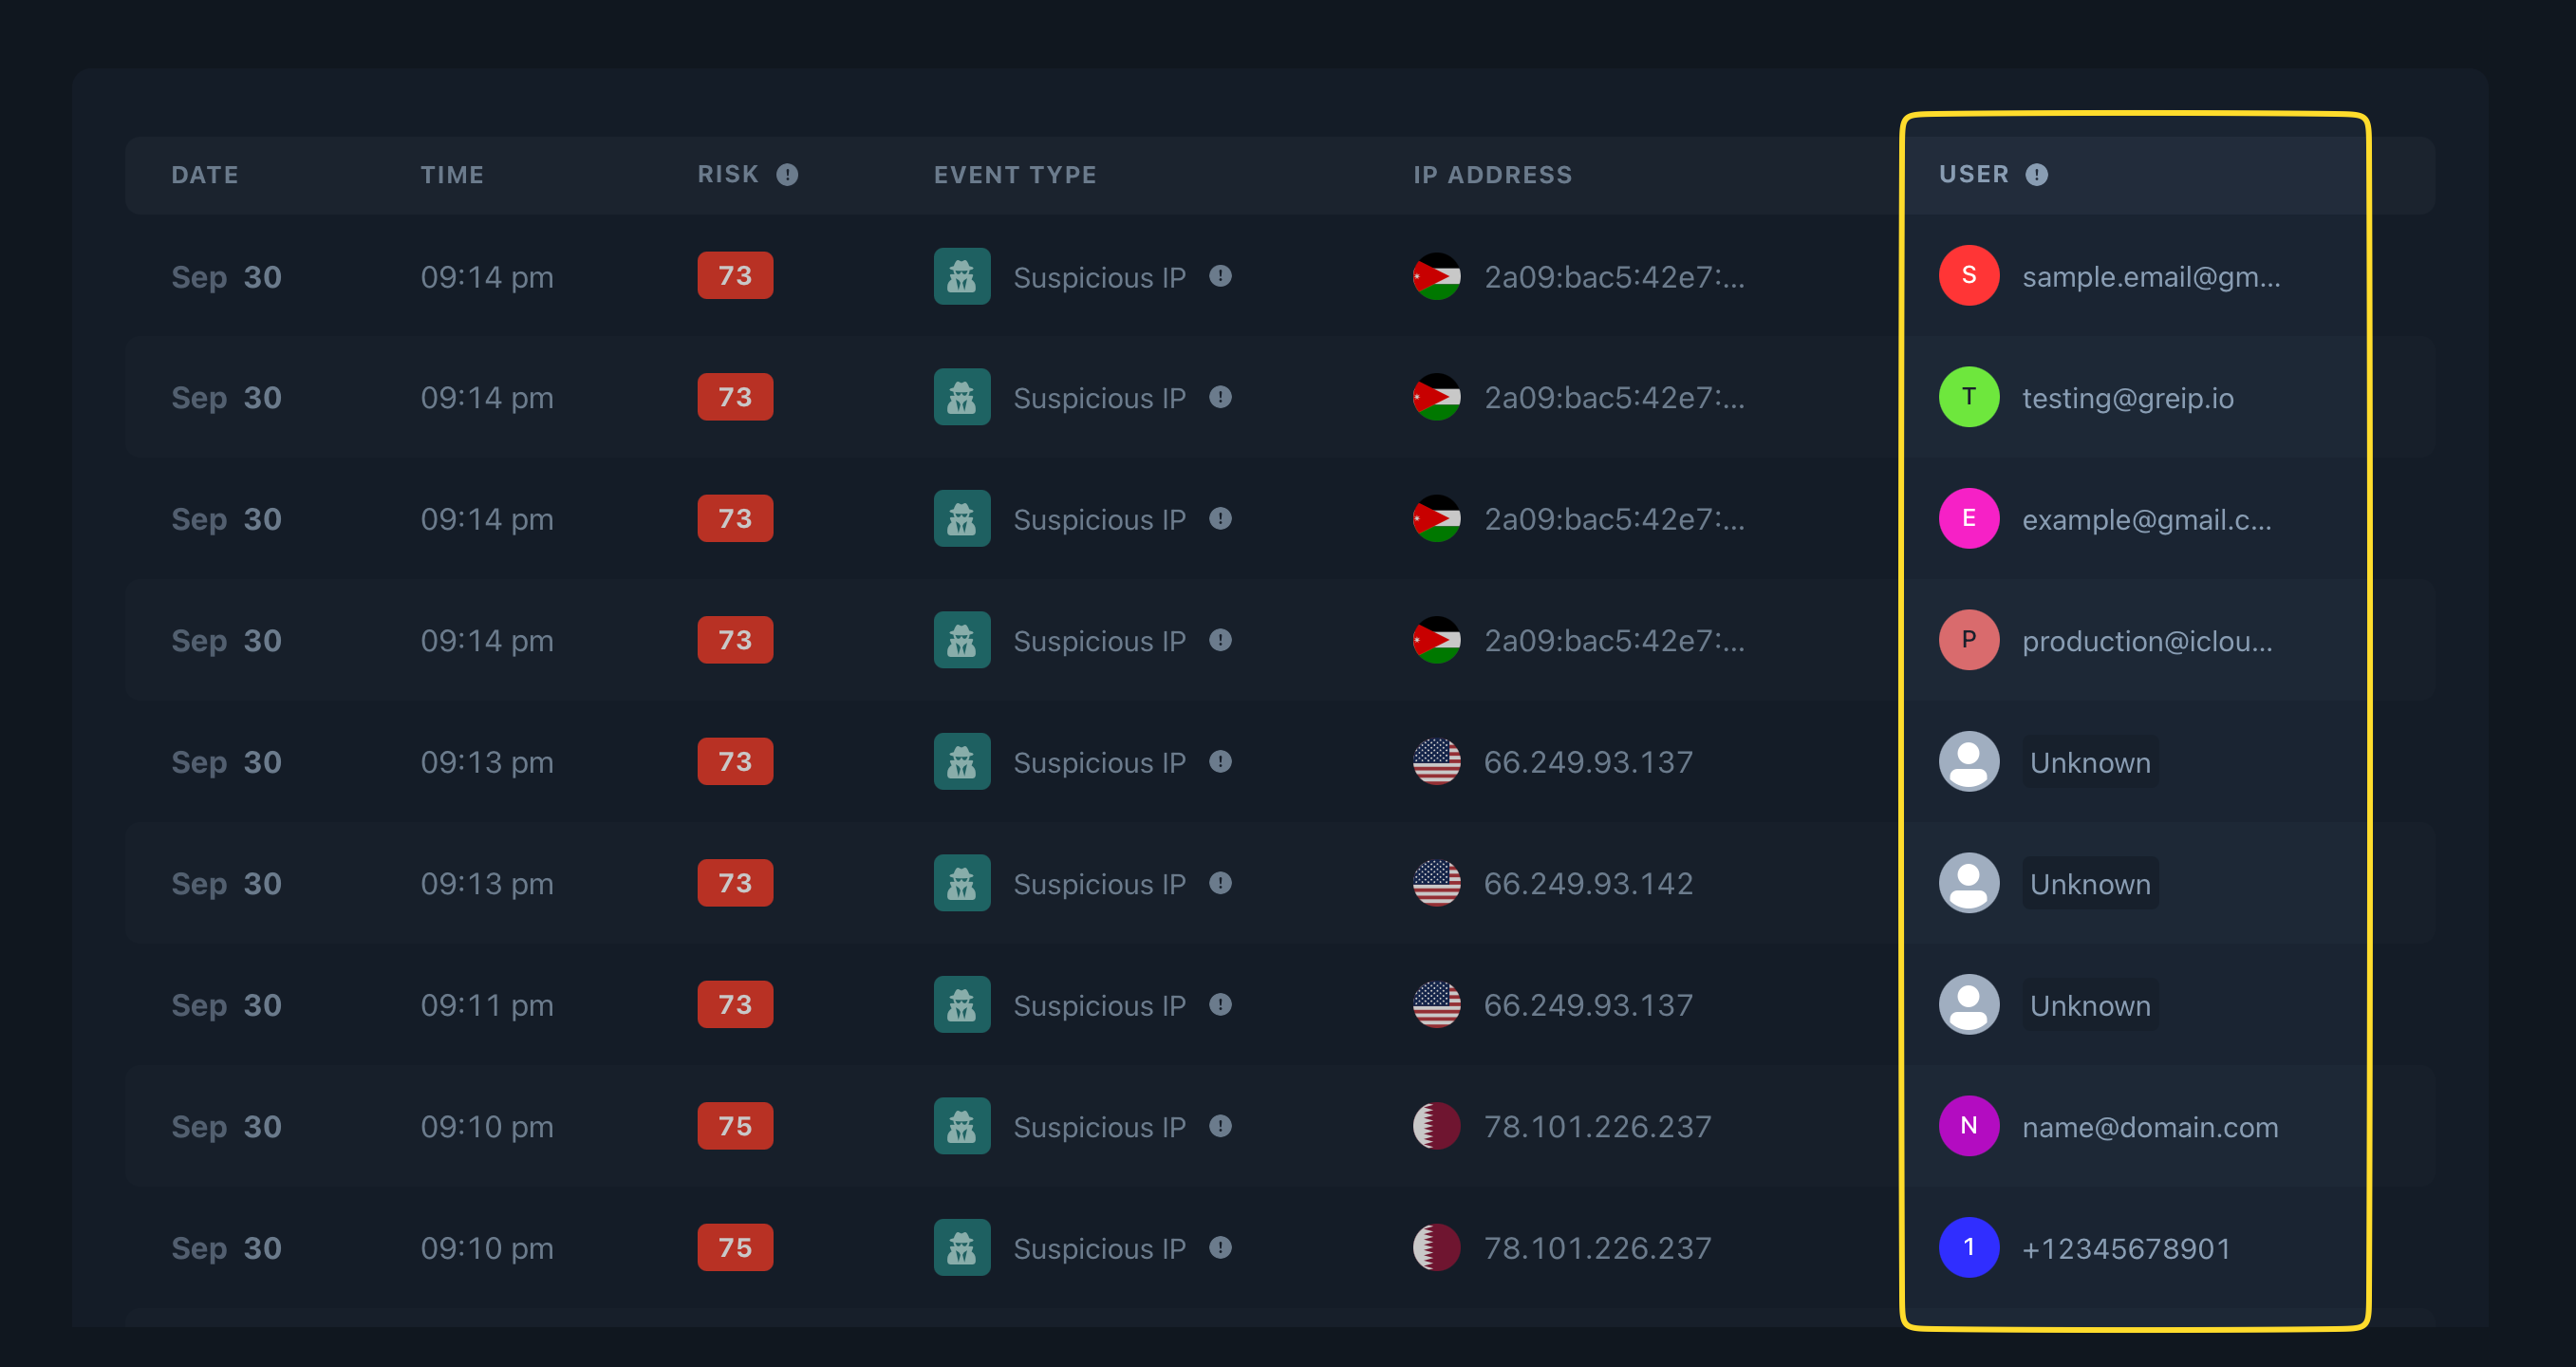 DATE TIME RISK EVENT TYPE IP ADDRESS USER
Sep 30 09:14 pm 73 Suspicious IP 2a09:bac5:42e7:... S sample.email@gm...
Sep 30 09:14 pm 73 Suspicious IP 2a09:bac5:42e7:... T testing@greip.io
Sep 30 09:14 pm 73 Suspicious IP 2a09:bac5:42e7:... E example@gmail.c...
Sep 30 09:14 pm 73 Suspicious IP 2a09:bac5:42e7:... P production@iclou...
Sep 30 09:13 pm 73 Suspicious IP 66.249.93.137 Unknown
Sep 30 09:13 pm 73 Suspicious IP 66.249.93.142 Unknown
Sep 30 09:11 pm 73 Suspicious IP 66.249.93.137 Unknown
Sep 30 09:10 pm 75 Suspicious IP 78.101.226.237 N name@domain.com
Sep 30 09:10 pm 75 Suspicious IP 78.101.226.237 1 +12345678901